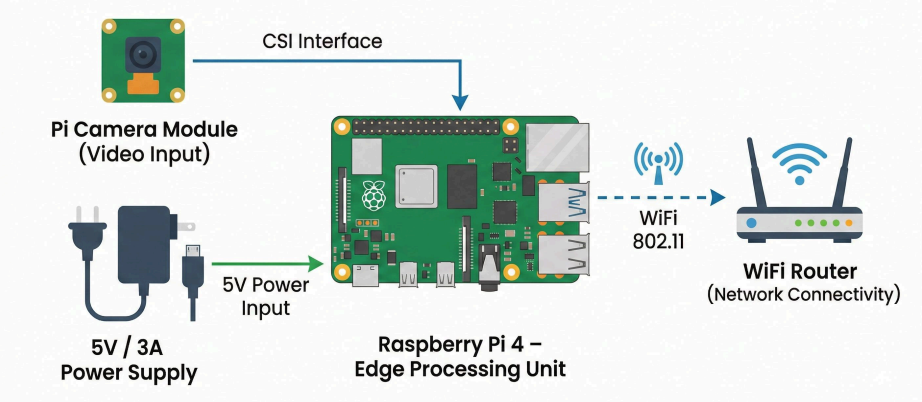 CSI Interface
Pi Camera Module
(Video Input)
WiFi
802.11
5V Power
Input
WiFi Router
(Network Connectivity)
5V / 3A
Power Supply
Raspberry Pi 4 –
Edge Processing Unit